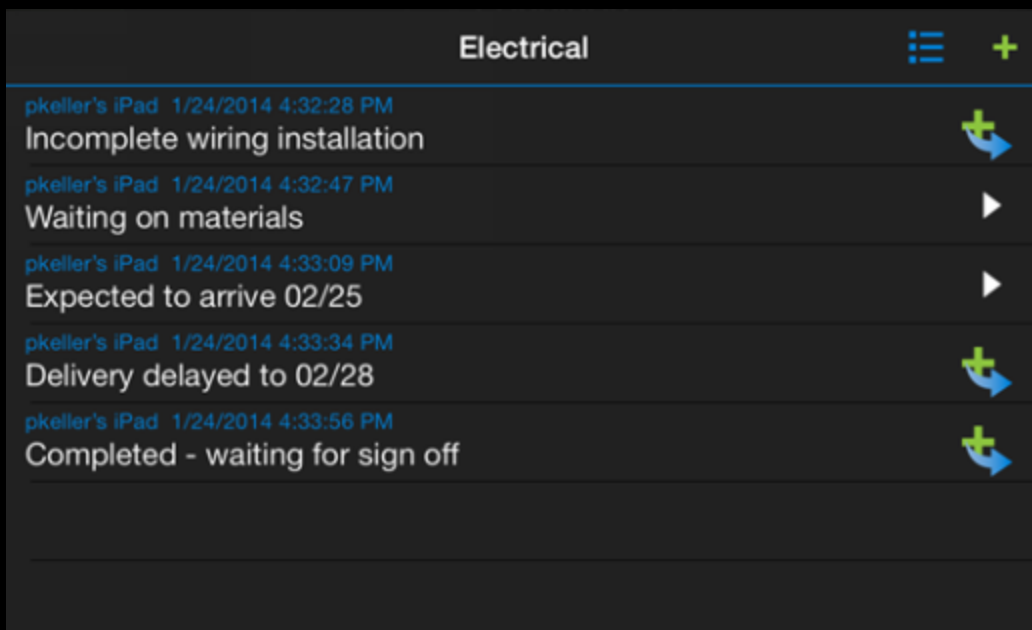 Electrical
pkeller's iPad 1/24/2014 4:32:28 PM
Incomplete wiring installation
pkeller's iPad 1/24/2014 4:32:47 PM
Waiting on materials
pkeller's iPad 1/24/2014 4:33:09 PM
Expected to arrive 02/25
pkeller's iPad 1/24/2014 4:33:34 PM
Delivery delayed to 02/28
pkeller's iPad 1/24/2014 4:33:56 PM
Completed - waiting for sign off